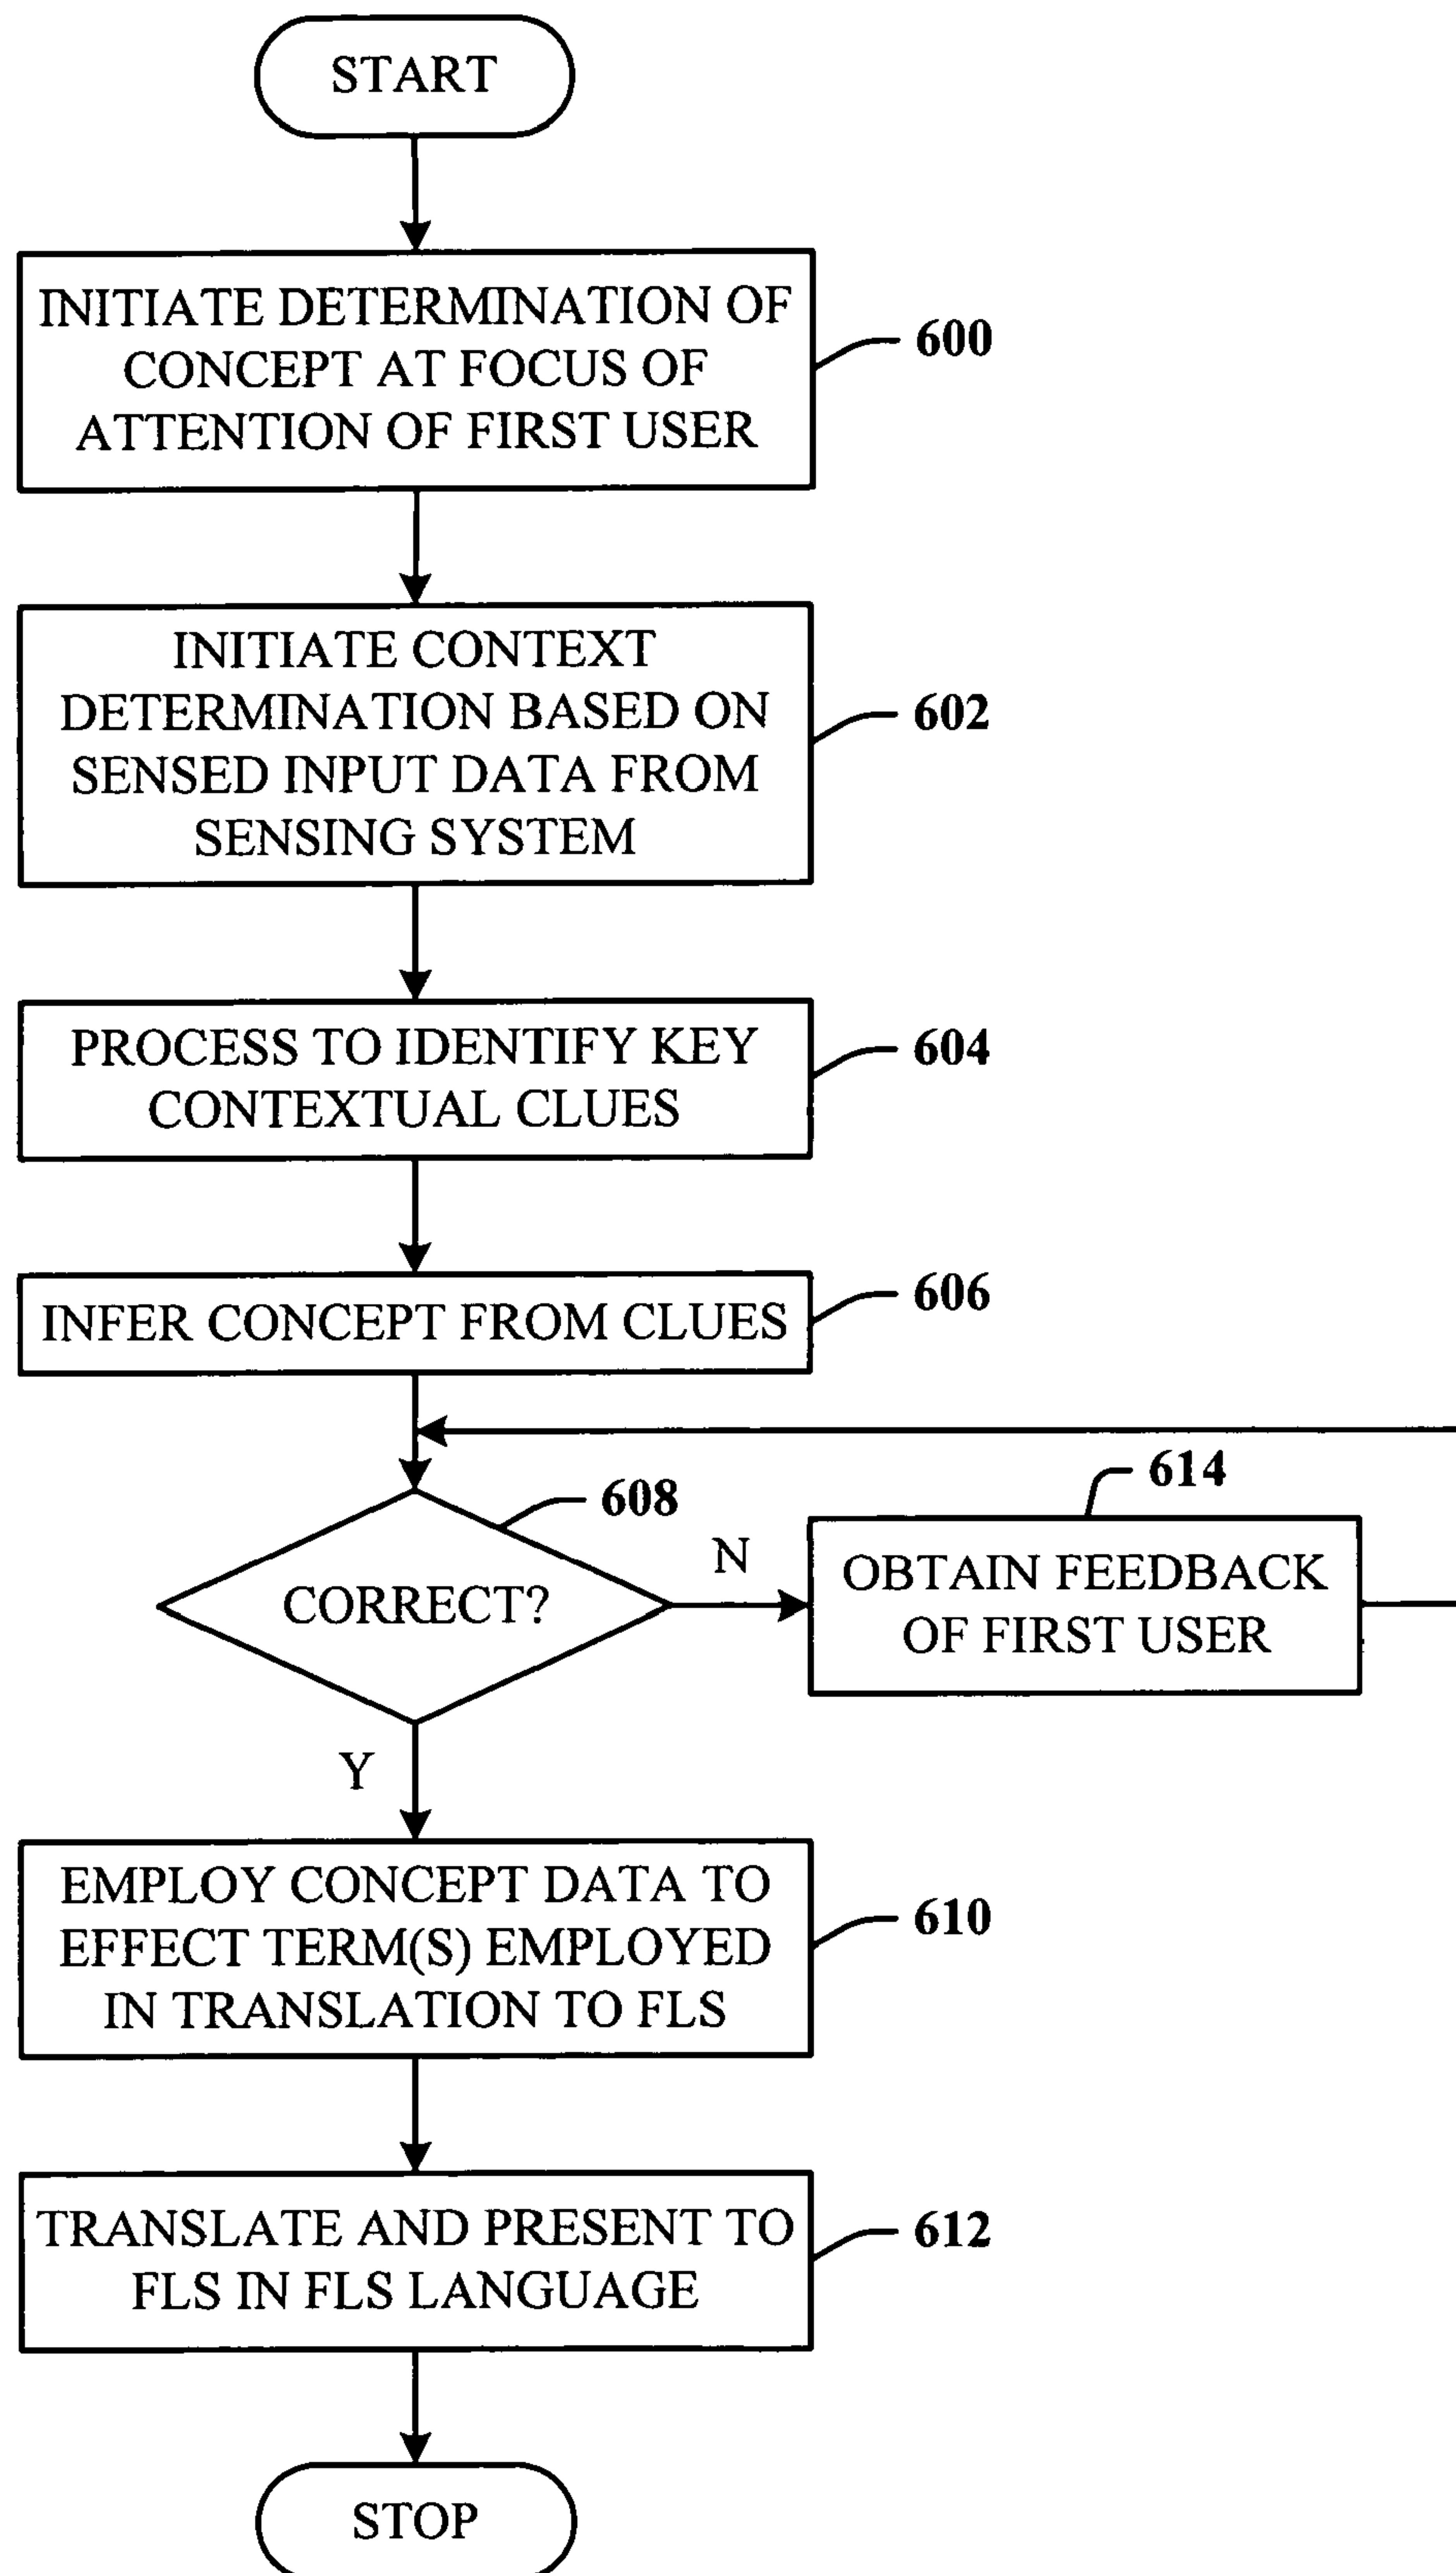 START
INITIATE DETERMINATION OF
CONCEPT AT FOCUS OF
ATTENTION OF FIRST USER
600
INITIATE CONTEXT
DETERMINATION BASED ON
SENSED INPUT DATA FROM
SENSING SYSTEM
602
PROCESS TO IDENTIFY KEY
CONTEXTUAL CLUES
604
INFER CONCEPT FROM CLUES
606
CORRECT?
608
N
OBTAIN FEEDBACK
OF FIRST USER
614
Y
EMPLOY CONCEPT DATA TO
EFFECT TERM(S) EMPLOYED
IN TRANSLATION TO FLS
610
TRANSLATE AND PRESENT TO
FLS IN FLS LANGUAGE
612
STOP